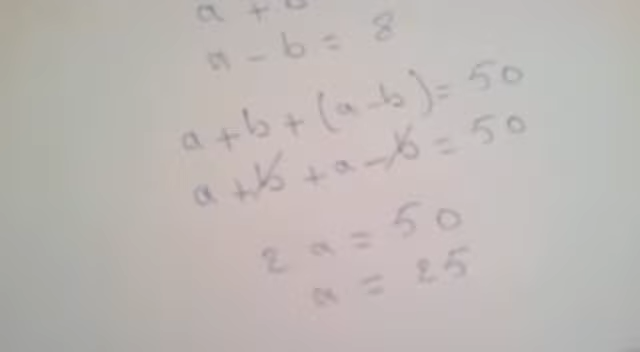 a +
a - b = 8
a + b + (a - b) = 50
a + b + a - b = 50
2 a = 50
a = 25